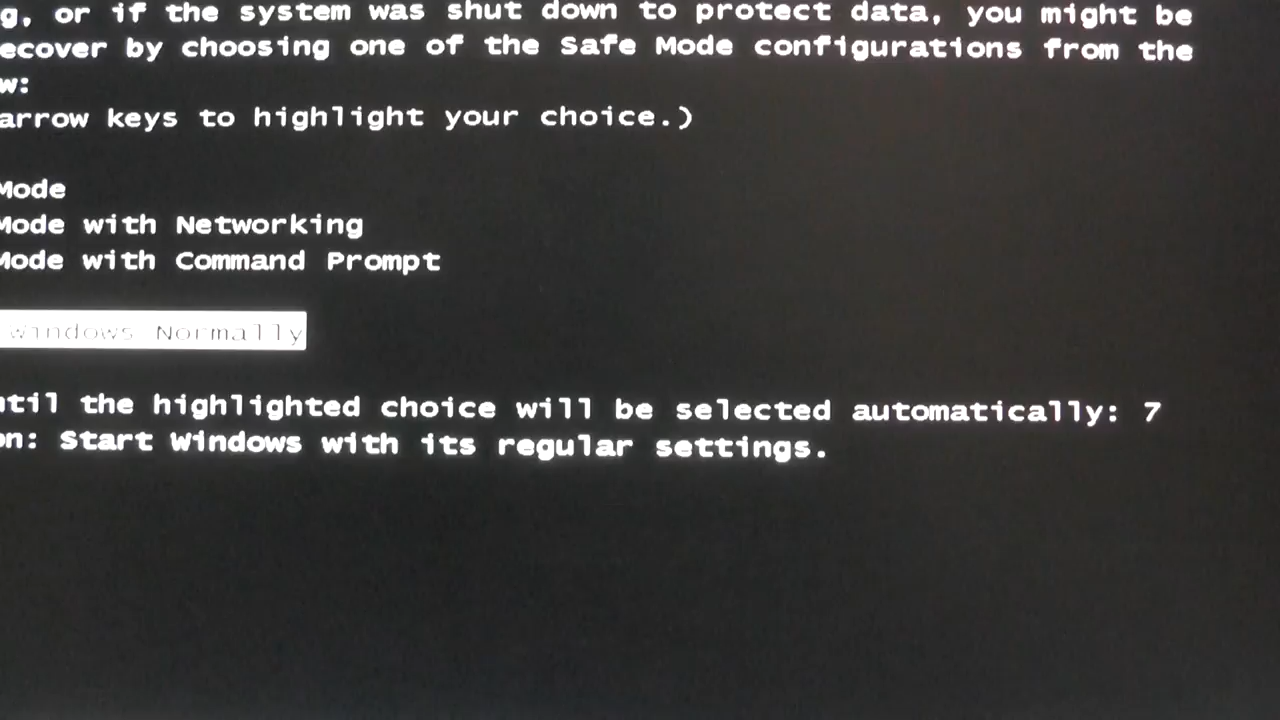 g, or if the system was shut down to protect data, you might be
ecover by choosing one of the Safe Mode configurations from the
w:
arrow keys to highlight your choice.)
Mode
Mode with Networking
Mode with Command Prompt
Windows Normally
til the highlighted choice will be selected automatically: 7
on: Start Windows with its regular settings.